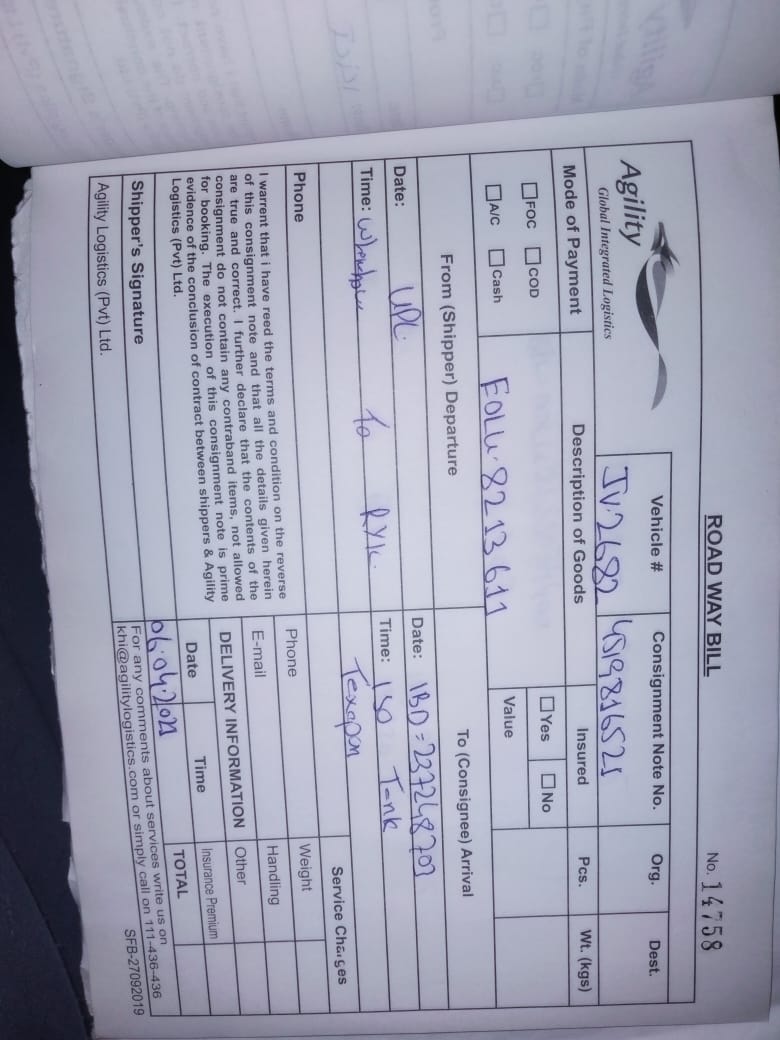 ROAD WAY BILL
No. 14758
Agility
Global Integrated Logistics
Vehicle #
JV-2682
Consignment Note No.
4519816521
Org.
Dest.
Mode of Payment
FOC COD
A/C Cash
Description of Goods
EOLU-8213611
Insured
Yes No
Value
Pcs.
Wt. (kgs)
From (Shipper) Departure
Date: UPL
Time: To RYK
Phone
To (Consignee) Arrival
Date: IBD = 237248703
Time: ISO Tank
Texapon
Phone
E-mail
Service Charges
Weight
Handling
Other
Insurance Premium
TOTAL
DELIVERY INFORMATION
Date Time
06.04.2021
I warrent that i have reed the terms and condition on the reverse
of this consignment note and that all the details given herein
are true and correct. I further declare that the contents of the
consignment do not contain any contraband items, not allowed
for booking. The execution of this consignment note is prime
evidence of the conclusion of contract between shippers & Agility
Logistics (Pvt) Ltd.
Shipper's Signature
Agility Logistics (Pvt) Ltd.
For any comments about services write us on
khi@agilitylogistics.com or simply call on 111-436-436
SFB-27092019